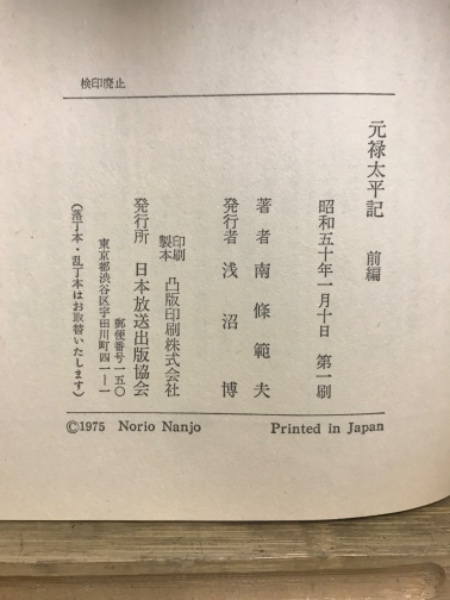 検印廃止
元禄太平記　前編
昭和五十年一月十日　第一刷
著者　南條範夫
発行者　浅沼博
印刷
製本　凸版印刷株式会社
発行所　日本放送出版協会
郵便番号一五〇
東京都渋谷区宇田川町四一—一
（落丁本・乱丁本はお取替いたします）
©1975 Norio Nanjo　Printed in Japan